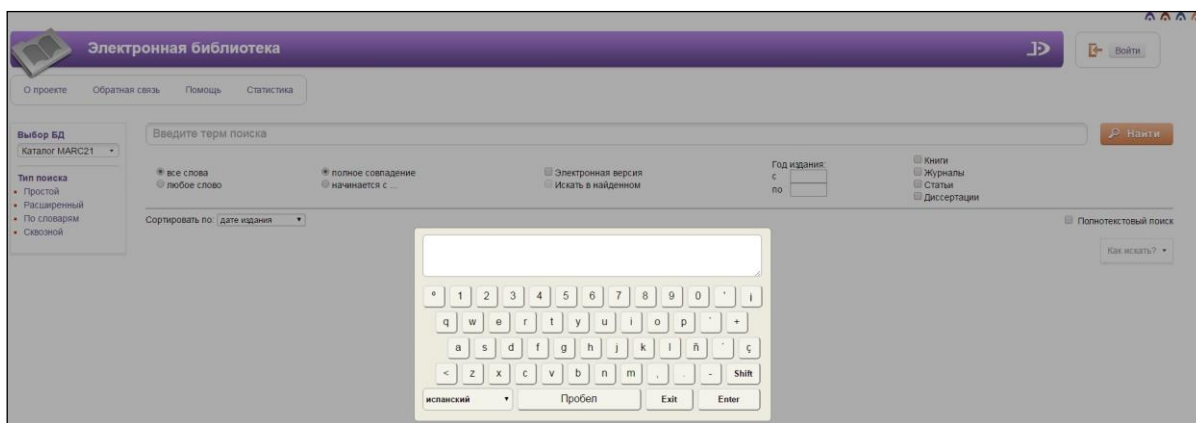 Электронная библиотека
Войти
О проекте Обратная связь Помощь Статистика
Выбор БД
Каталог MARC21
Тип поиска
Простой
Расширенный
По словарям
Сквозной
Введите терм поиска
Найти
все слова
любое слово
полное совпадение
начинается с ...
Электронная версия
Искать в найденном
Год издания:
с
по
Книги
Журналы
Статьи
Диссертации
Сортировать по: дате издания
Полнотекстовый поиск
Как искать?
º 1 2 3 4 5 6 7 8 9 0 ' ¡
q w e r t y u i o p ` +
a s d f g h j k l ñ ´ ç
< z x c v b n m , . - Shift
испанский Пробел Exit Enter